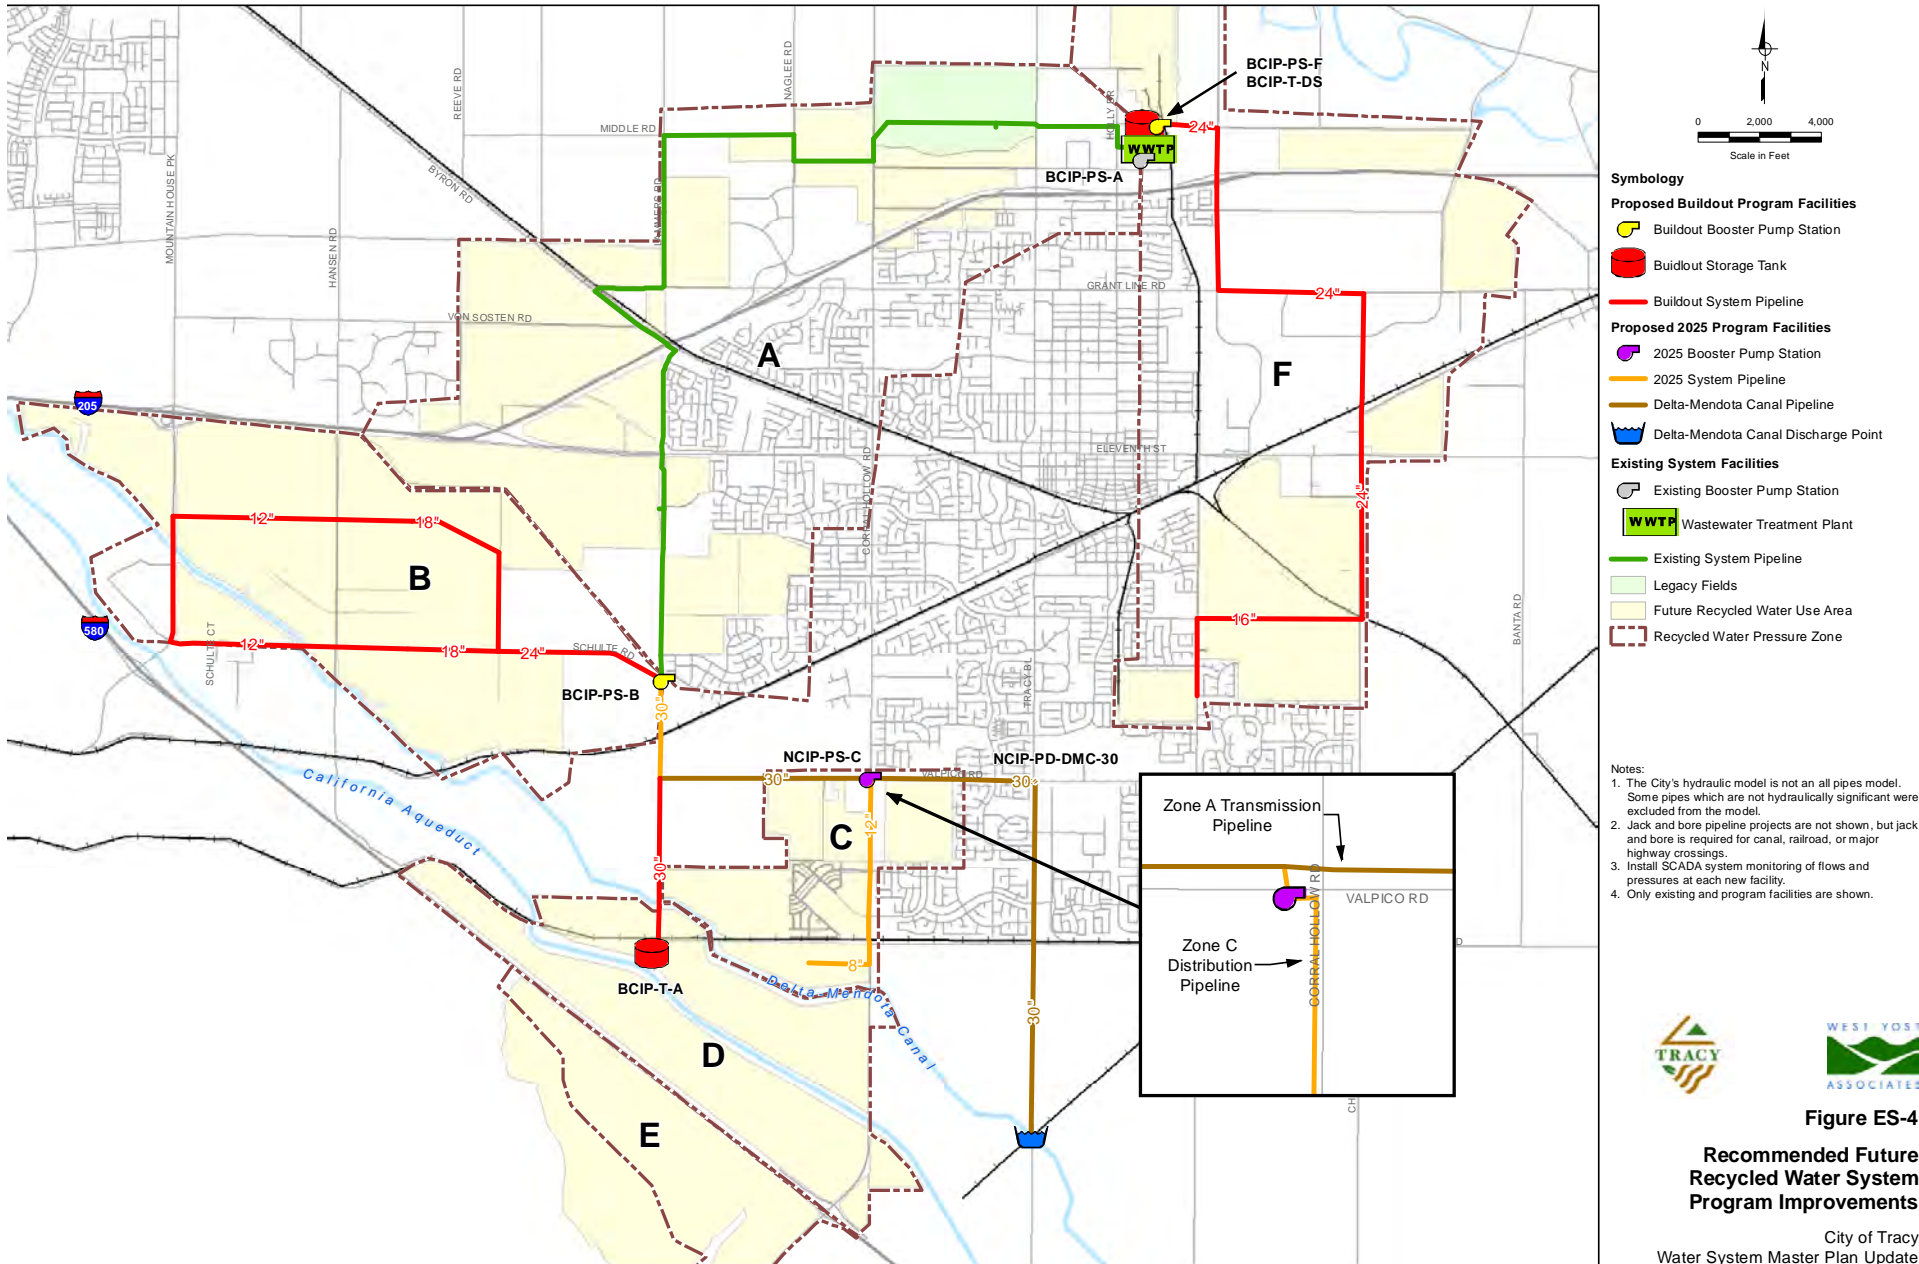 BCIP-PS-F
BCIP-T-DS
REEVE RD
NAGLEE RD
HOLLY DR
MIDDLE RD
24"
WWTP
BCIP-PS-A
MOUNTAIN HOUSE PK
BYRON RD
LAMMERS RD
HANSEN RD
GRANT LINE RD
24"
VON SOSTEN RD
A
F
205
CORRAL HOLLOW RD
ELEVENTH ST
24"
12"
18"
B
580
SCHULTE CT
12"
18"
24"
SCHULTE RD
16"
BANTA RD
TRACY BL
BCIP-PS-B
30"
NCIP-PS-C
NCIP-PD-DMC-30
30"
VALPICO RD
30"
California Aqueduct
12"
C
30"
8"
BCIP-T-A
Delta-Mendota Canal
30"
D
E
Zone A Transmission
Pipeline
CORRAL HOLLOW RD
VALPICO RD
Zone C
Distribution
Pipeline
D
CH
N
0 2,000 4,000
Scale in Feet
Symbology
Proposed Buildout Program Facilities
Buildout Booster Pump Station
Buidlout Storage Tank
Buildout System Pipeline
Proposed 2025 Program Facilities
2025 Booster Pump Station
2025 System Pipeline
Delta-Mendota Canal Pipeline
Delta-Mendota Canal Discharge Point
Existing System Facilities
Existing Booster Pump Station
WWTP Wastewater Treatment Plant
Existing System Pipeline
Legacy Fields
Future Recycled Water Use Area
Recycled Water Pressure Zone
Notes:
1. The City's hydraulic model is not an all pipes model.
Some pipes which are not hydraulically significant were
excluded from the model.
2. Jack and bore pipeline projects are not shown, but jack
and bore is required for canal, railroad, or major
highway crossings.
3. Install SCADA system monitoring of flows and
pressures at each new facility.
4. Only existing and program facilities are shown.
TRACY
WEST YOST
ASSOCIATES
Figure ES-4
Recommended Future
Recycled Water System
Program Improvements
City of Tracy
Water System Master Plan Update